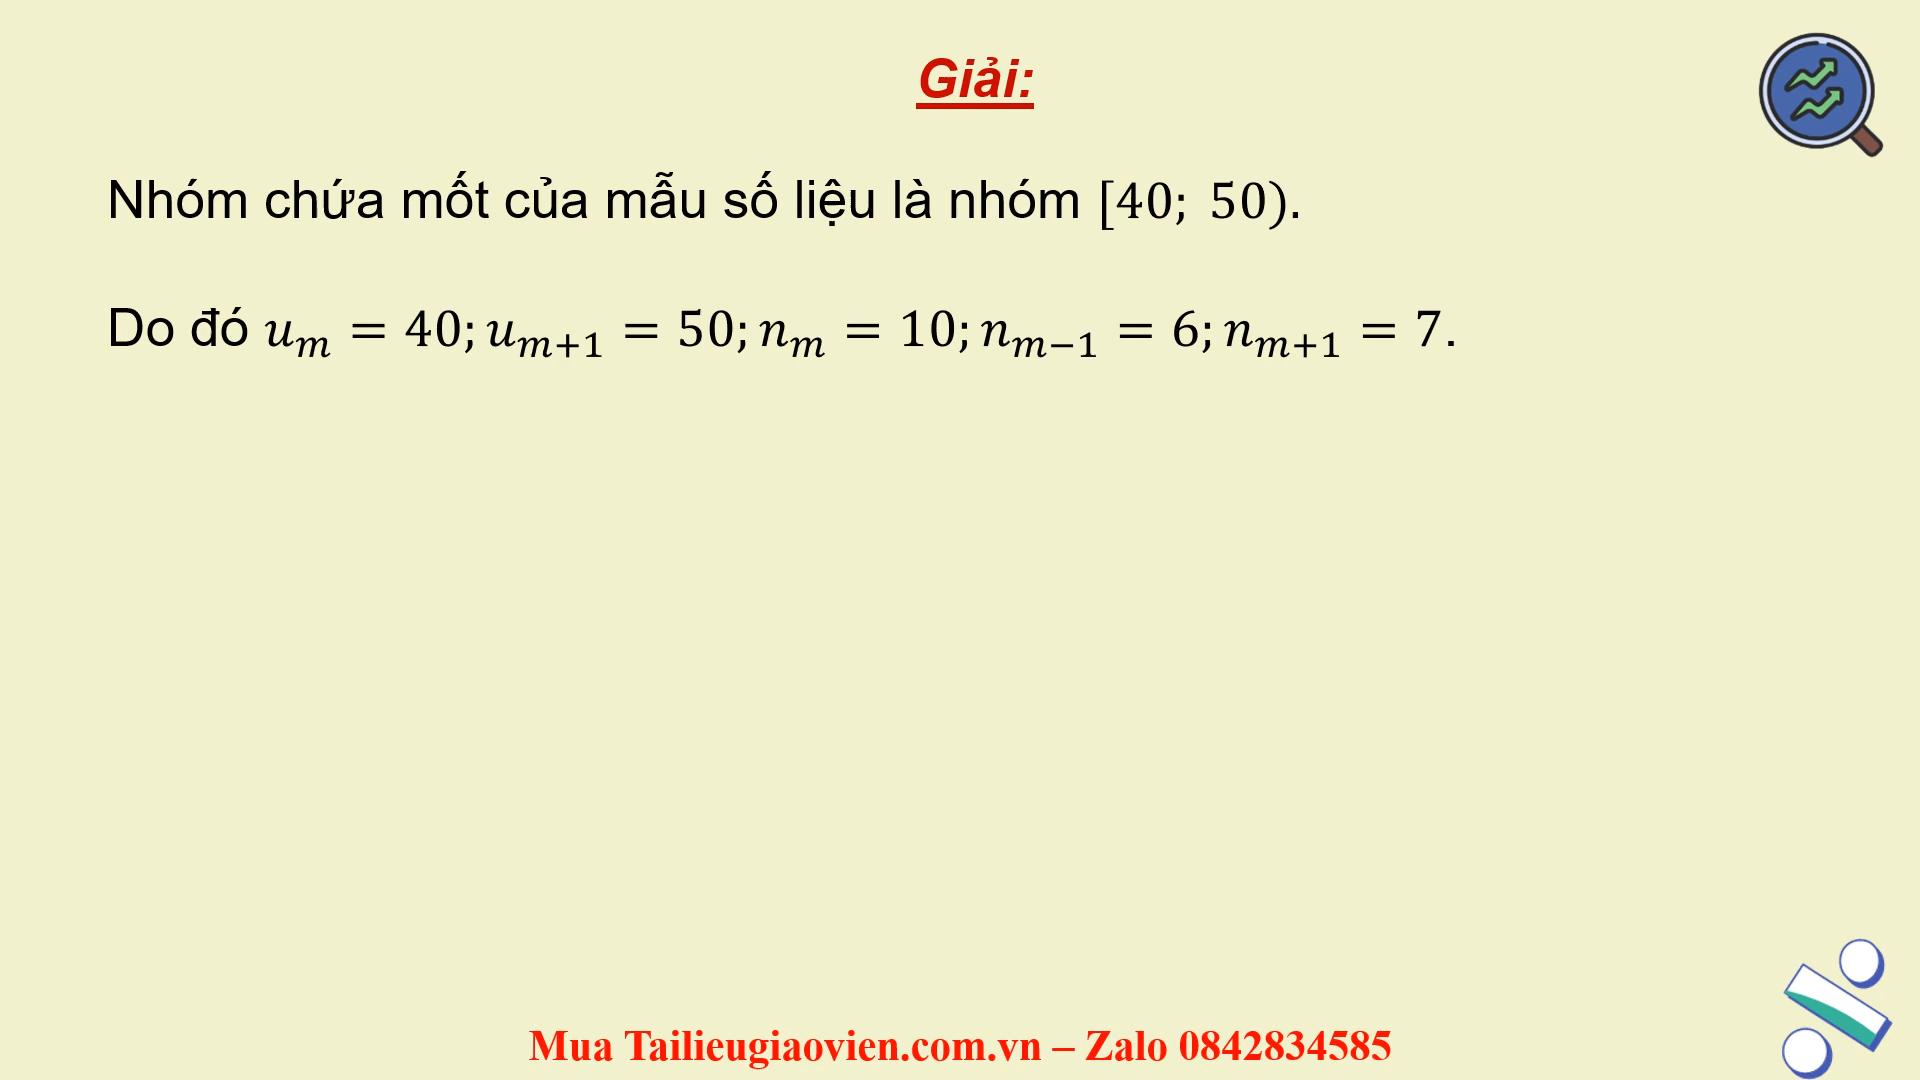 Giải:
Nhóm chứa mốt của mẫu số liệu là nhóm [40; 50).
Do đó $u_m = 40; u_{m+1} = 50; n_m = 10; n_{m-1} = 6; n_{m+1} = 7.$
Mua Tailieugiaovien.com.vn – Zalo 0842834585